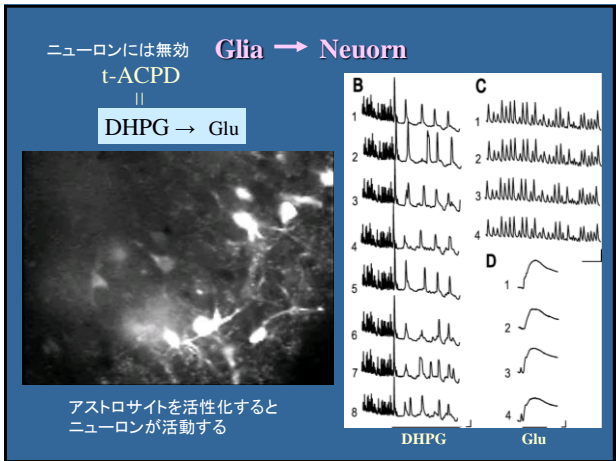 ニューロンには無効 Glia → Neuorn
t-ACPD
=
DHPG → Glu
アストロサイトを活性化すると
ニューロンが活動する
B
1
2
3
4
5
6
7
8
DHPG
C
1
2
3
4
D
1
2
3
4
Glu